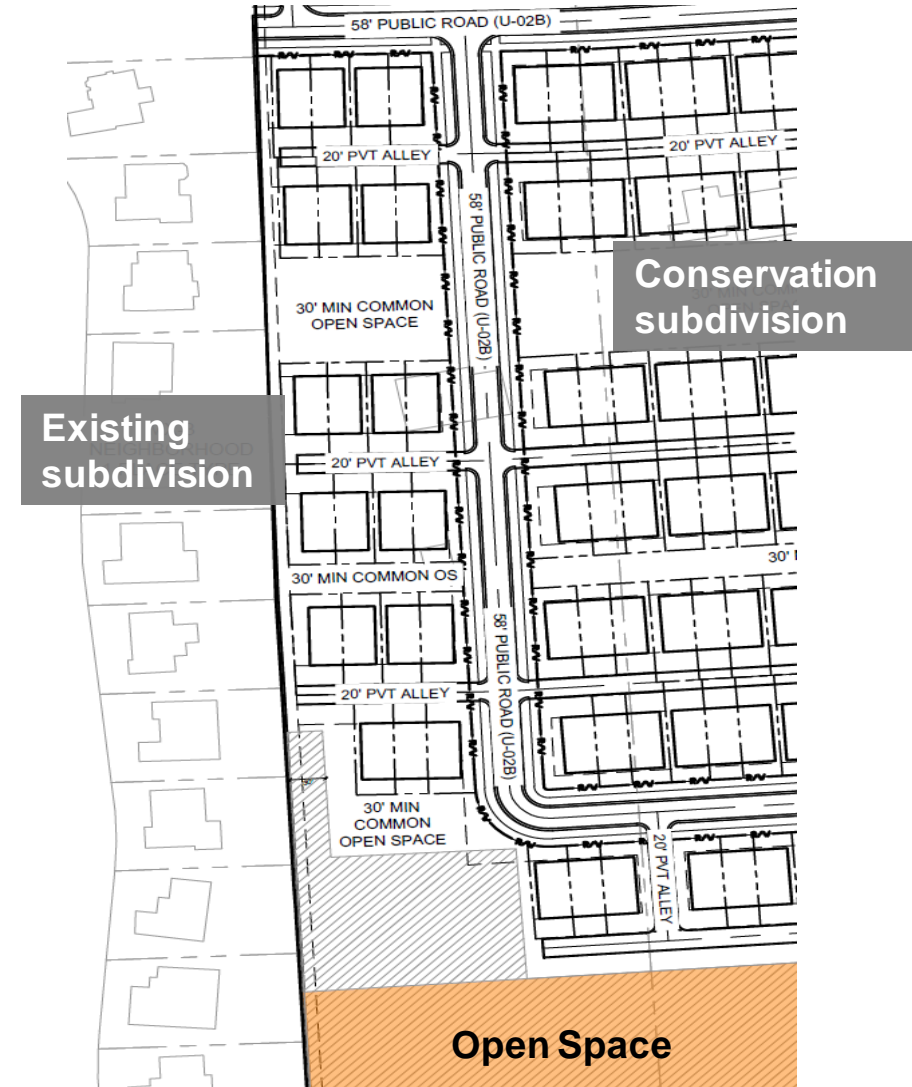 58' PUBLIC ROAD (U-02B)
20' PVT ALLEY
20' PVT ALLEY
58' PUBLIC ROAD (U-02B)
Conservation
subdivision
30' MIN COMMON
OPEN SPACE
Existing
subdivision
NEIGHBORHOOD
20' PVT ALLEY
30'
30' MIN COMMON OS
58' PUBLIC ROAD (U-02B)
20' PVT ALLEY
30' MIN
COMMON
OPEN SPACE
20' PVT ALLEY
Open Space